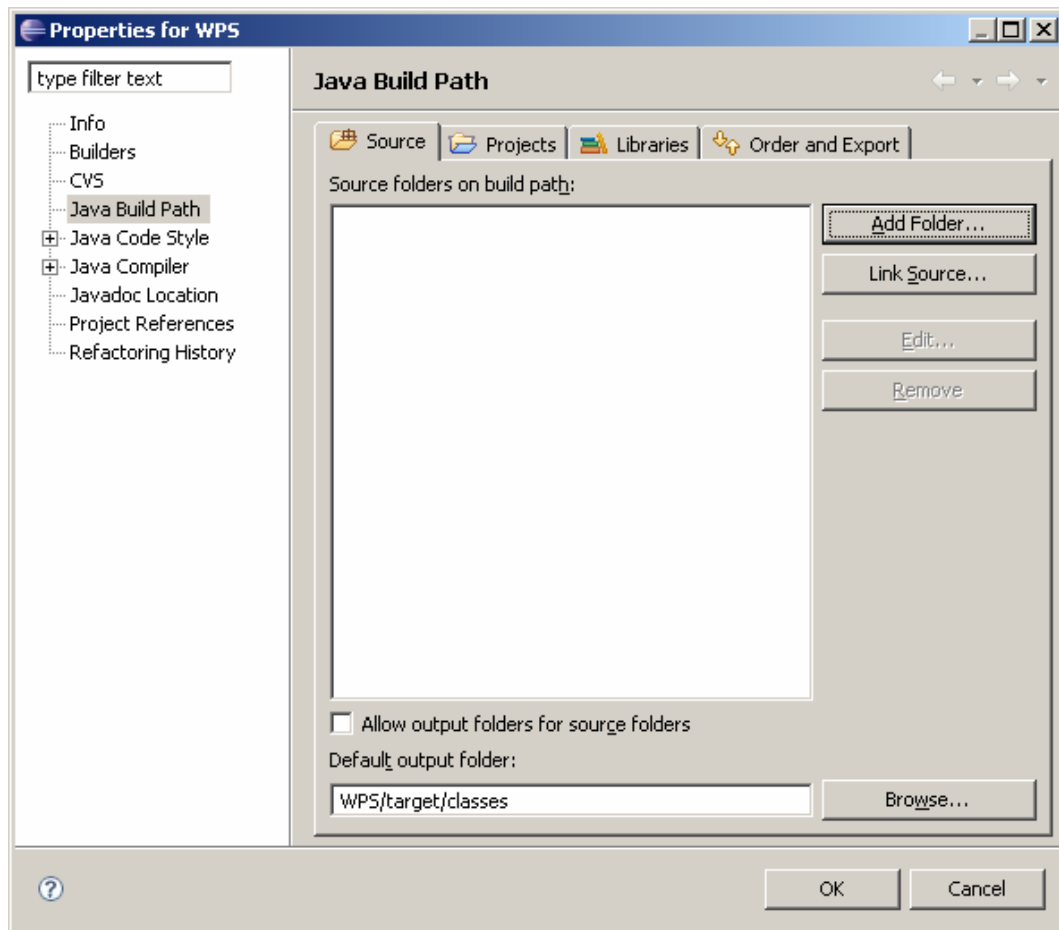 Properties for WPS
type filter text
Info
Builders
CVS
Java Build Path
Java Code Style
Java Compiler
Javadoc Location
Project References
Refactoring History
Java Build Path
Source
Projects
Libraries
Order and Export
Source folders on build path:
Add Folder...
Link Source...
Edit...
Remove
Allow output folders for source folders
Default output folder:
WPS/target/classes
Browse...
?
OK
Cancel